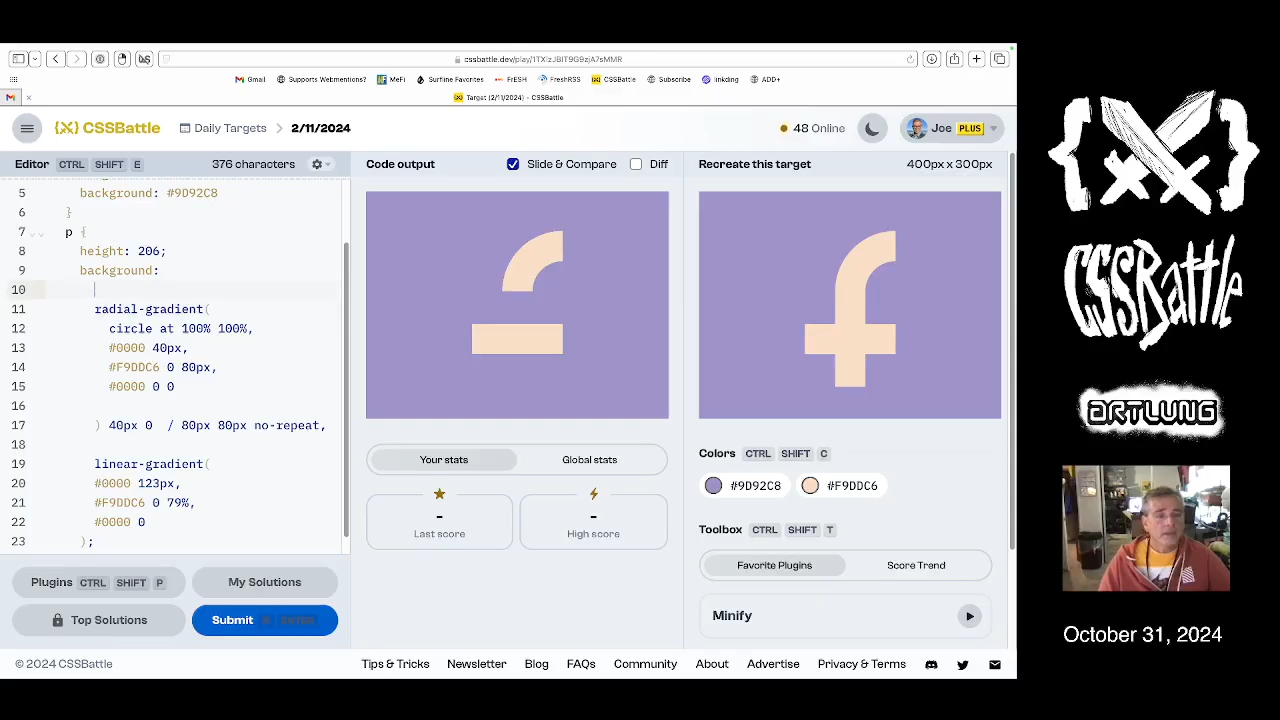 cssbattle.dev/play/1TXlzJBlT9G9zjA7sMMR
Gmail
Supports Webmentions?
MeFi
Surfline Favorites
FrESH
FreshRSS
CSSBattle
Subscribe
linkding
ADD+
Target (2/11/2024) - CSSBattle
{X} CSSBattle
Daily Targets > 2/11/2024
48 Online
Joe PLUS
Editor CTRL SHIFT E
376 characters
5 background: #9D92C8
6 }
7 p {
8 height: 206;
9 background:
10
11 radial-gradient(
12 circle at 100% 100%,
13 #0000 40px,
14 #F9DDC6 0 80px,
15 #0000 0 0
16
17 ) 40px 0 / 80px 80px no-repeat,
18
19 linear-gradient(
20 #0000 123px,
21 #F9DDC6 0 79%,
22 #0000 0
23 );
Plugins CTRL SHIFT P
My Solutions
Top Solutions
Submit
Code output
Slide & Compare
Diff
Your stats
Global stats
-
Last score
-
High score
Recreate this target
400px x 300px
Colors CTRL SHIFT C
#9D92C8
#F9DDC6
Toolbox CTRL SHIFT T
Favorite Plugins
Score Trend
Minify
© 2024 CSSBattle
Tips & Tricks
Newsletter
Blog
FAQs
Community
About
Advertise
Privacy & Terms
CSSBattle
ARTLUNG
October 31, 2024